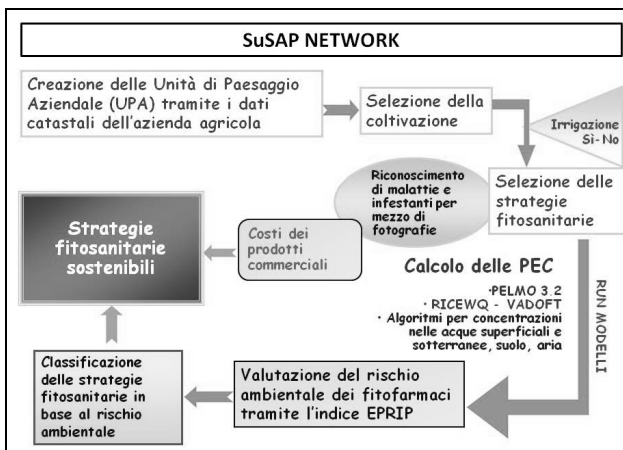 SuSAP NETWORK
Creazione delle Unità di Paesaggio
Aziendale (UPA) tramite i dati
catastali dell'azienda agricola
Selezione della
coltivazione
Irrigazione
Sì-No
Riconoscimento
di malattie e
infestanti per
mezzo di
fotografie
Selezione delle
strategie
fitosanitarie
Strategie
fitosanitarie
sostenibili
Costi dei
prodotti
commerciali
Calcolo delle PEC
•PELMO 3.2
• RICEWQ - VADOFT
• Algoritmi per concentrazioni
nelle acque superficiali e
sotterranee, suolo, aria
RUN MODELLI
Classificazione
delle strategie
fitosanitarie in
base al rischio
ambientale
Valutazione del rischio
ambientale dei fitofarmaci
tramite l'indice EPRIP